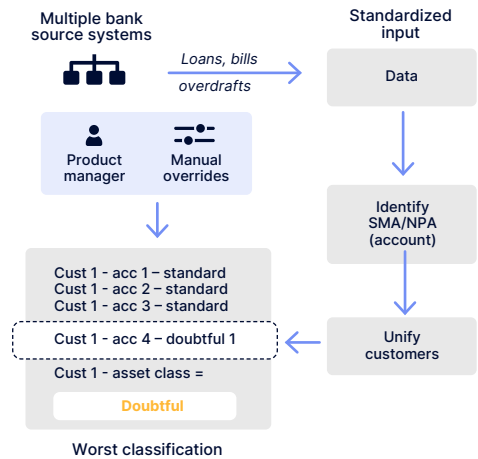 Multiple bank
source systems
Loans, bills
overdrafts
Standardized
input
Data
Product
manager
Manual
overrides
Identify
SMA/NPA
(account)
Unify
customers
Cust 1 - acc 1 – standard
Cust 1 - acc 2 – standard
Cust 1 - acc 3 – standard
Cust 1 - acc 4 – doubtful 1
Cust 1 - asset class =
Doubtful
Worst classification